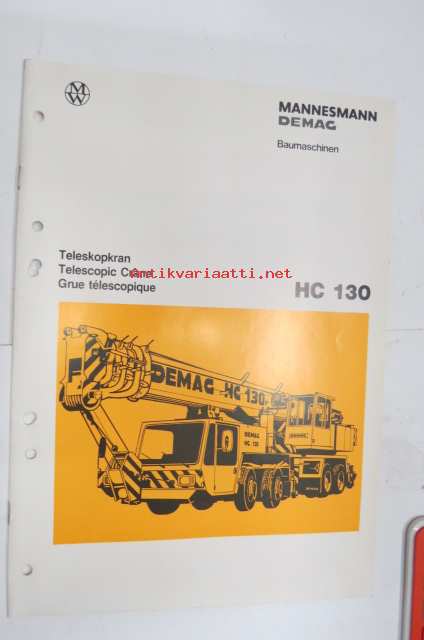 MW
MANNESMANN
DEMAG
Baumaschinen
Teleskopkran
Telescopic Crane
Grue télescopique
Antikvariaatti.net
HC 130
DEMAG HC 130
DEMAG
HC 130